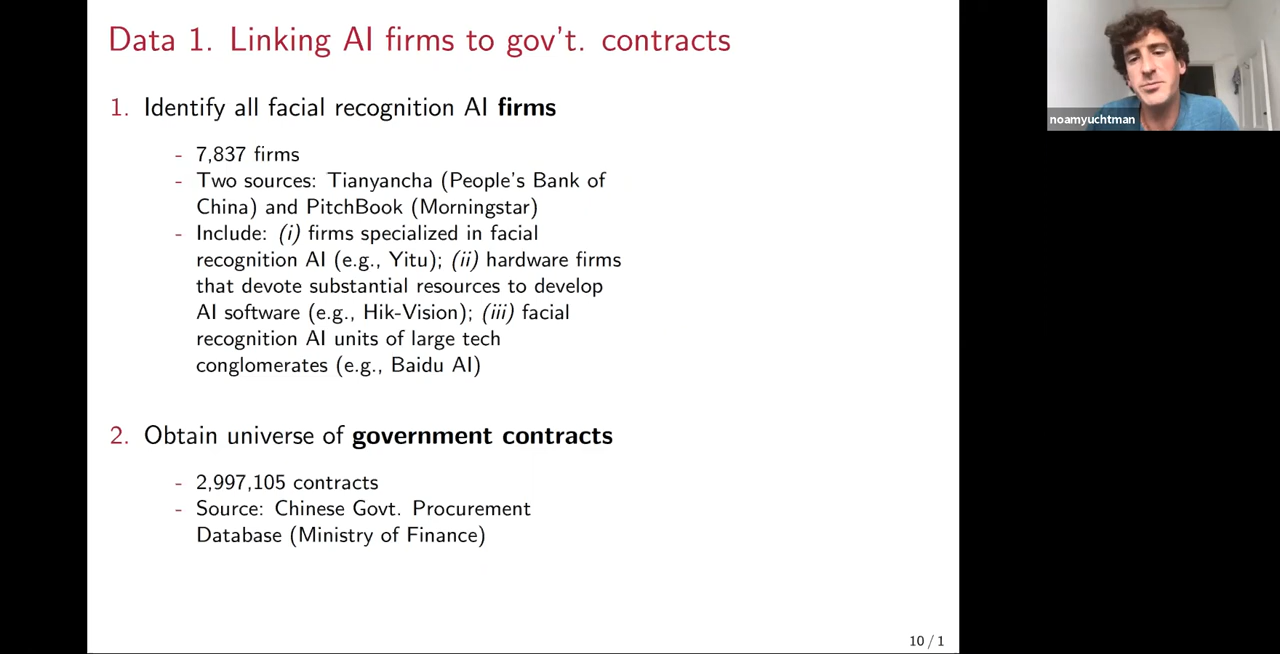 Data 1. Linking AI firms to gov't. contracts
1. Identify all facial recognition AI firms
- 7,837 firms
- Two sources: Tianyancha (People's Bank of
China) and PitchBook (Morningstar)
- Include: (i) firms specialized in facial
recognition AI (e.g., Yitu); (ii) hardware firms
that devote substantial resources to develop
AI software (e.g., Hik-Vision); (iii) facial
recognition AI units of large tech
conglomerates (e.g., Baidu AI)
2. Obtain universe of government contracts
- 2,997,105 contracts
- Source: Chinese Govt. Procurement
Database (Ministry of Finance)
10 / 1
noamyuchtman